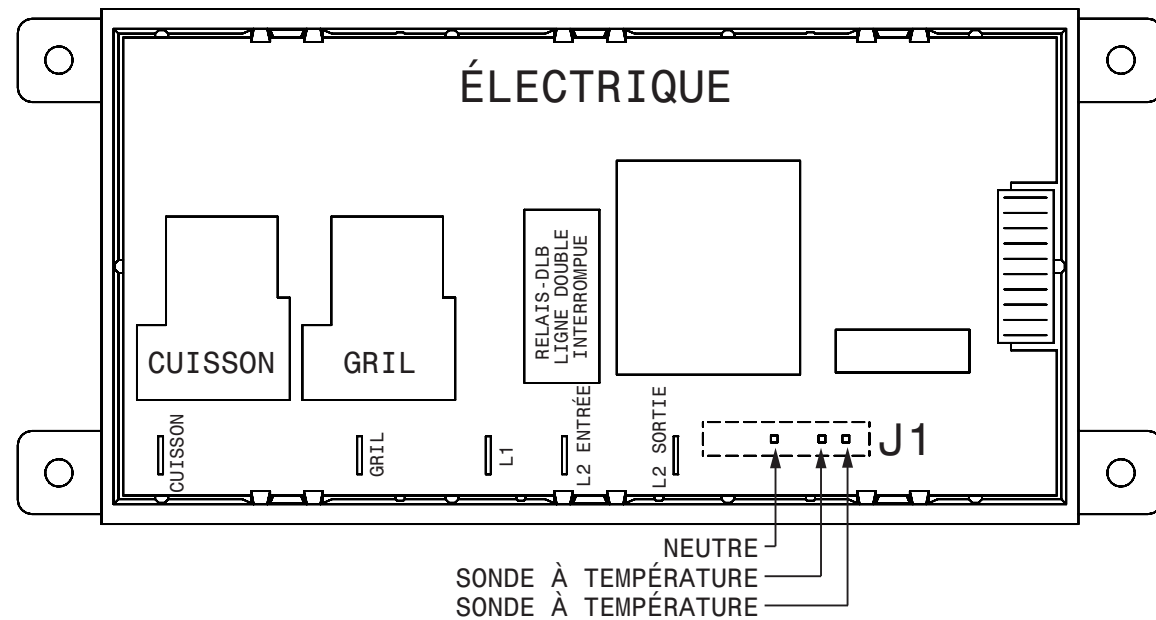 ÉLECTRIQUE
RELAIS-DLB
LIGNE DOUBLE
INTERROMPUE
CUISSON
GRIL
CUISSON
GRIL
L1
L2 ENTRÉE
L2 SORTIE
J1
NEUTRE
SONDE À TEMPÉRATURE
SONDE À TEMPÉRATURE